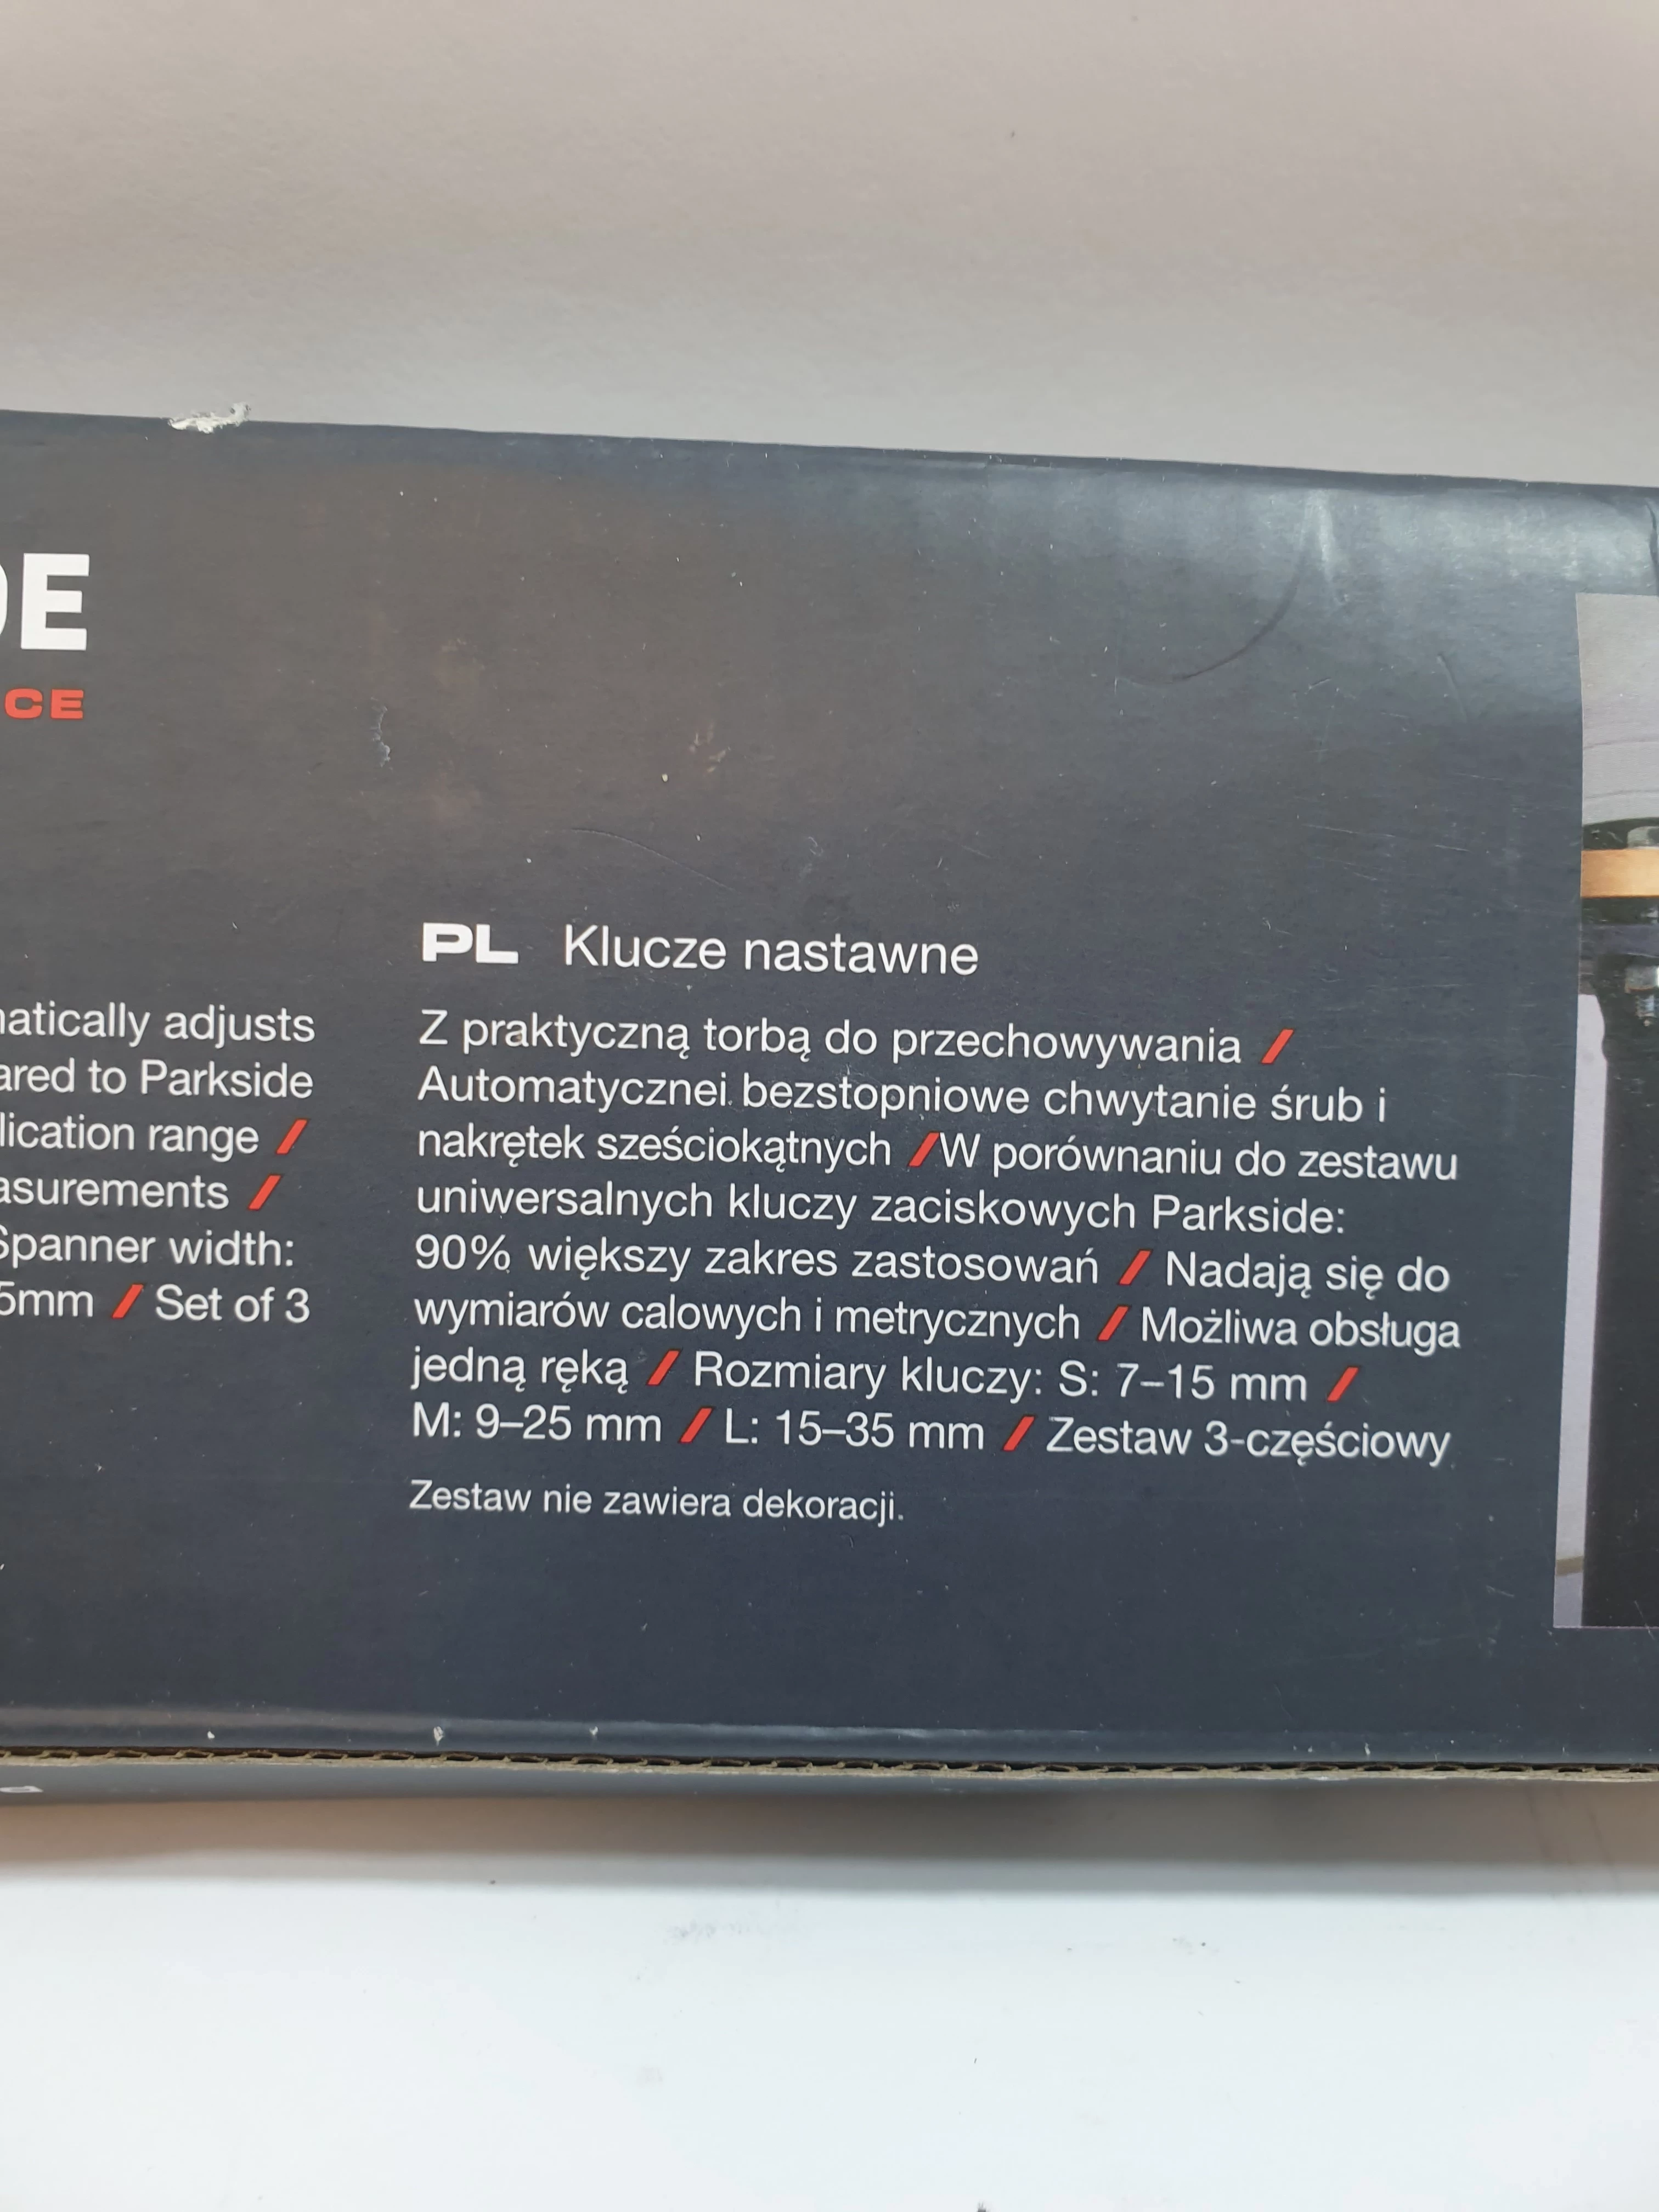 DE
CE
PL Klucze nastawne
matically adjusts
ared to Parkside
lication range /
asurements /
Spanner width:
5mm / Set of 3
Z praktyczną torbą do przechowywania /
Automatycznei bezstopniowe chwytanie śrub i
nakrętek sześciokątnych /W porównaniu do zestawu
uniwersalnych kluczy zaciskowych Parkside:
90% większy zakres zastosowań / Nadają się do
wymiarów calowych i metrycznych / Możliwa obsługa
jedną ręką / Rozmiary kluczy: S: 7–15 mm /
M: 9–25 mm / L: 15–35 mm / Zestaw 3-częściowy
Zestaw nie zawiera dekoracji.